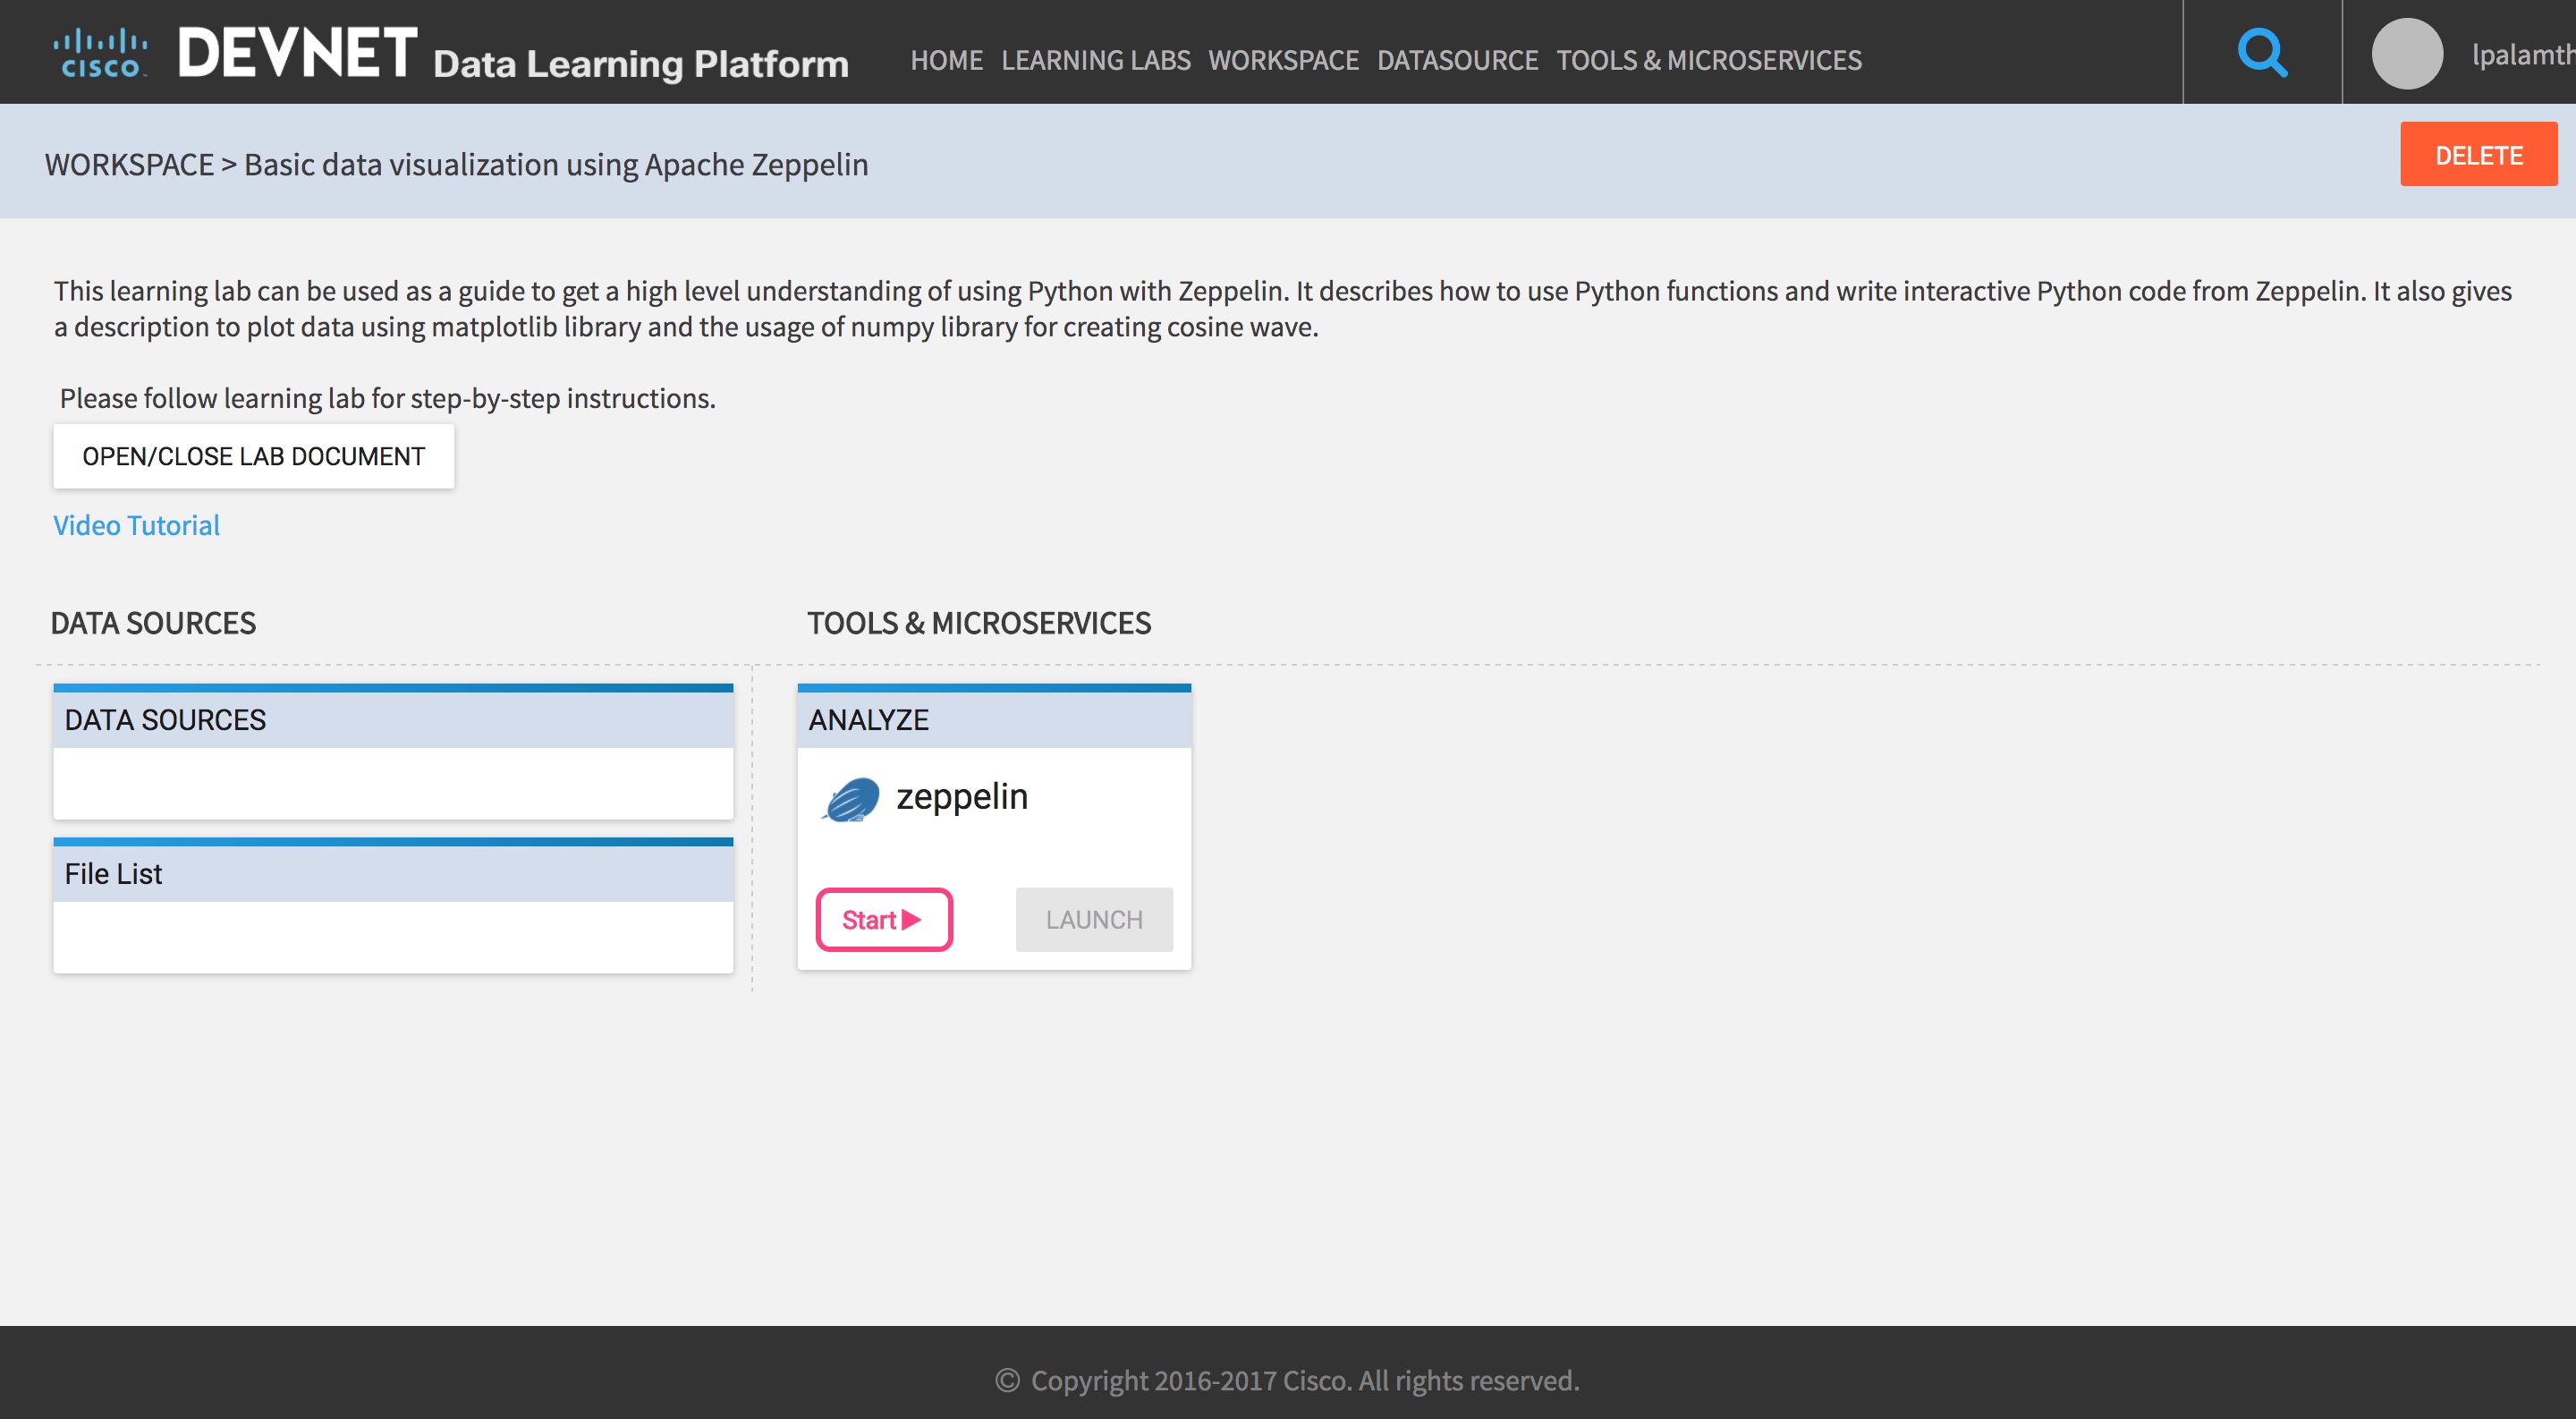 CISCO
DEVNET Data Learning Platform
HOME LEARNING LABS WORKSPACE DATASOURCE TOOLS & MICROSERVICES
lpalamth
WORKSPACE > Basic data visualization using Apache Zeppelin
DELETE
This learning lab can be used as a guide to get a high level understanding of using Python with Zeppelin. It describes how to use Python functions and write interactive Python code from Zeppelin. It also gives
a description to plot data using matplotlib library and the usage of numpy library for creating cosine wave.
Please follow learning lab for step-by-step instructions.
OPEN/CLOSE LAB DOCUMENT
Video Tutorial
DATA SOURCES
TOOLS & MICROSERVICES
DATA SOURCES
File List
ANALYZE
zeppelin
Start
LAUNCH
© Copyright 2016-2017 Cisco. All rights reserved.